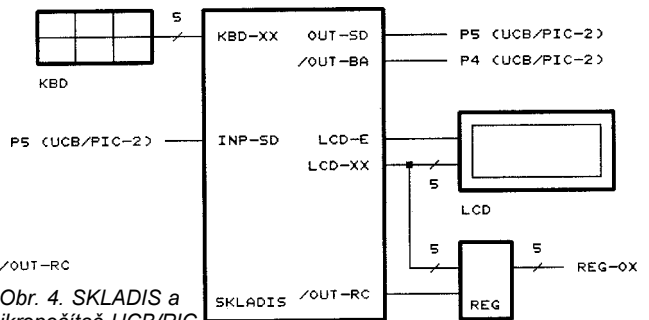 5
KBD-XX OUT-SD P5 (UCB/PIC-2)
/OUT-BA P4 (UCB/PIC-2)
KBD
P5 (UCB/PIC-2) INP-SD LCD-E
LCD-XX
5
LCD
/OUT-RC
5 5
REG-OX
Obr. 4. SKLADIS a
SKLADIS /OUT-RC REG